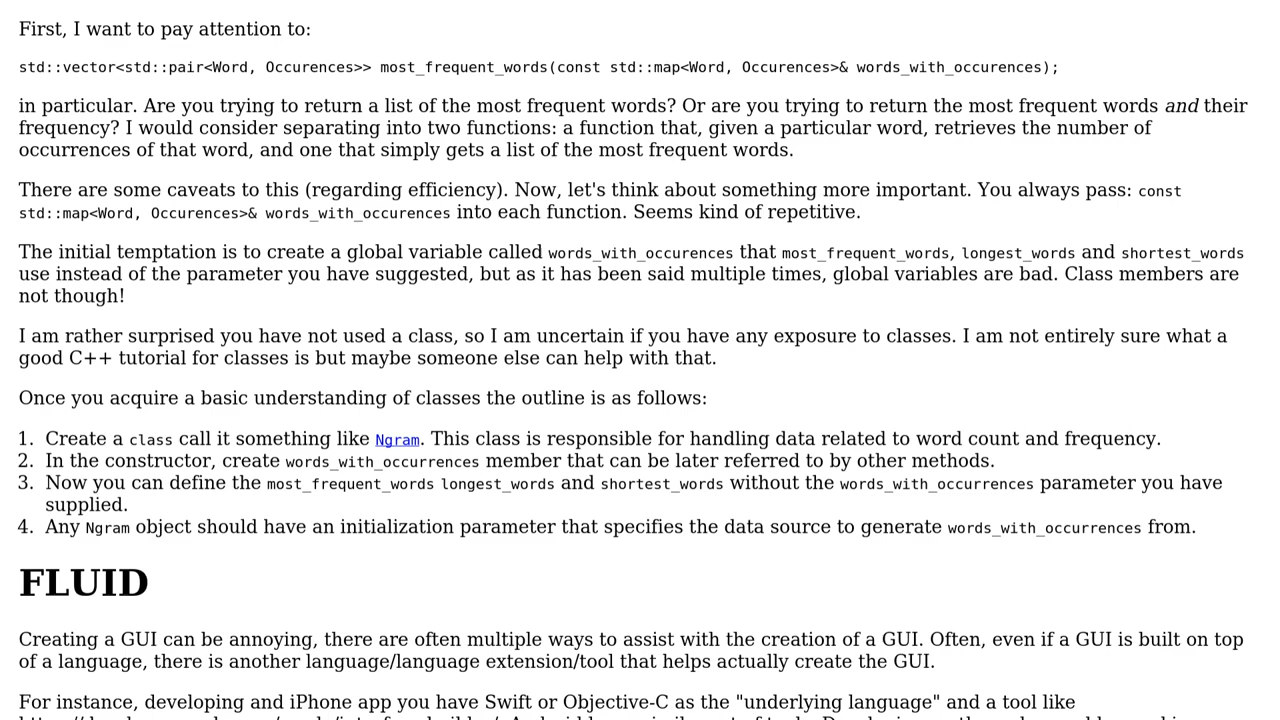 First, I want to pay attention to:
std::vector<std::pair<Word, Occurences>> most_frequent_words(const std::map<Word, Occurences>& words_with_occurences);
in particular. Are you trying to return a list of the most frequent words? Or are you trying to return the most frequent words and their
frequency? I would consider separating into two functions: a function that, given a particular word, retrieves the number of
occurrences of that word, and one that simply gets a list of the most frequent words.
There are some caveats to this (regarding efficiency). Now, let's think about something more important. You always pass: const
std::map<Word, Occurences>& words_with_occurences into each function. Seems kind of repetitive.
The initial temptation is to create a global variable called words_with_occurences that most_frequent_words, longest_words and shortest_words
use instead of the parameter you have suggested, but as it has been said multiple times, global variables are bad. Class members are
not though!
I am rather surprised you have not used a class, so I am uncertain if you have any exposure to classes. I am not entirely sure what a
good C++ tutorial for classes is but maybe someone else can help with that.
Once you acquire a basic understanding of classes the outline is as follows:
1. Create a class call it something like Ngram. This class is responsible for handling data related to word count and frequency.
2. In the constructor, create words_with_occurrences member that can be later referred to by other methods.
3. Now you can define the most_frequent_words longest_words and shortest_words without the words_with_occurrences parameter you have
supplied.
4. Any Ngram object should have an initialization parameter that specifies the data source to generate words_with_occurrences from.
FLUID
Creating a GUI can be annoying, there are often multiple ways to assist with the creation of a GUI. Often, even if a GUI is built on top
of a language, there is another language/language extension/tool that helps actually create the GUI.
For instance, developing and iPhone app you have Swift or Objective-C as the "underlying language" and a tool like